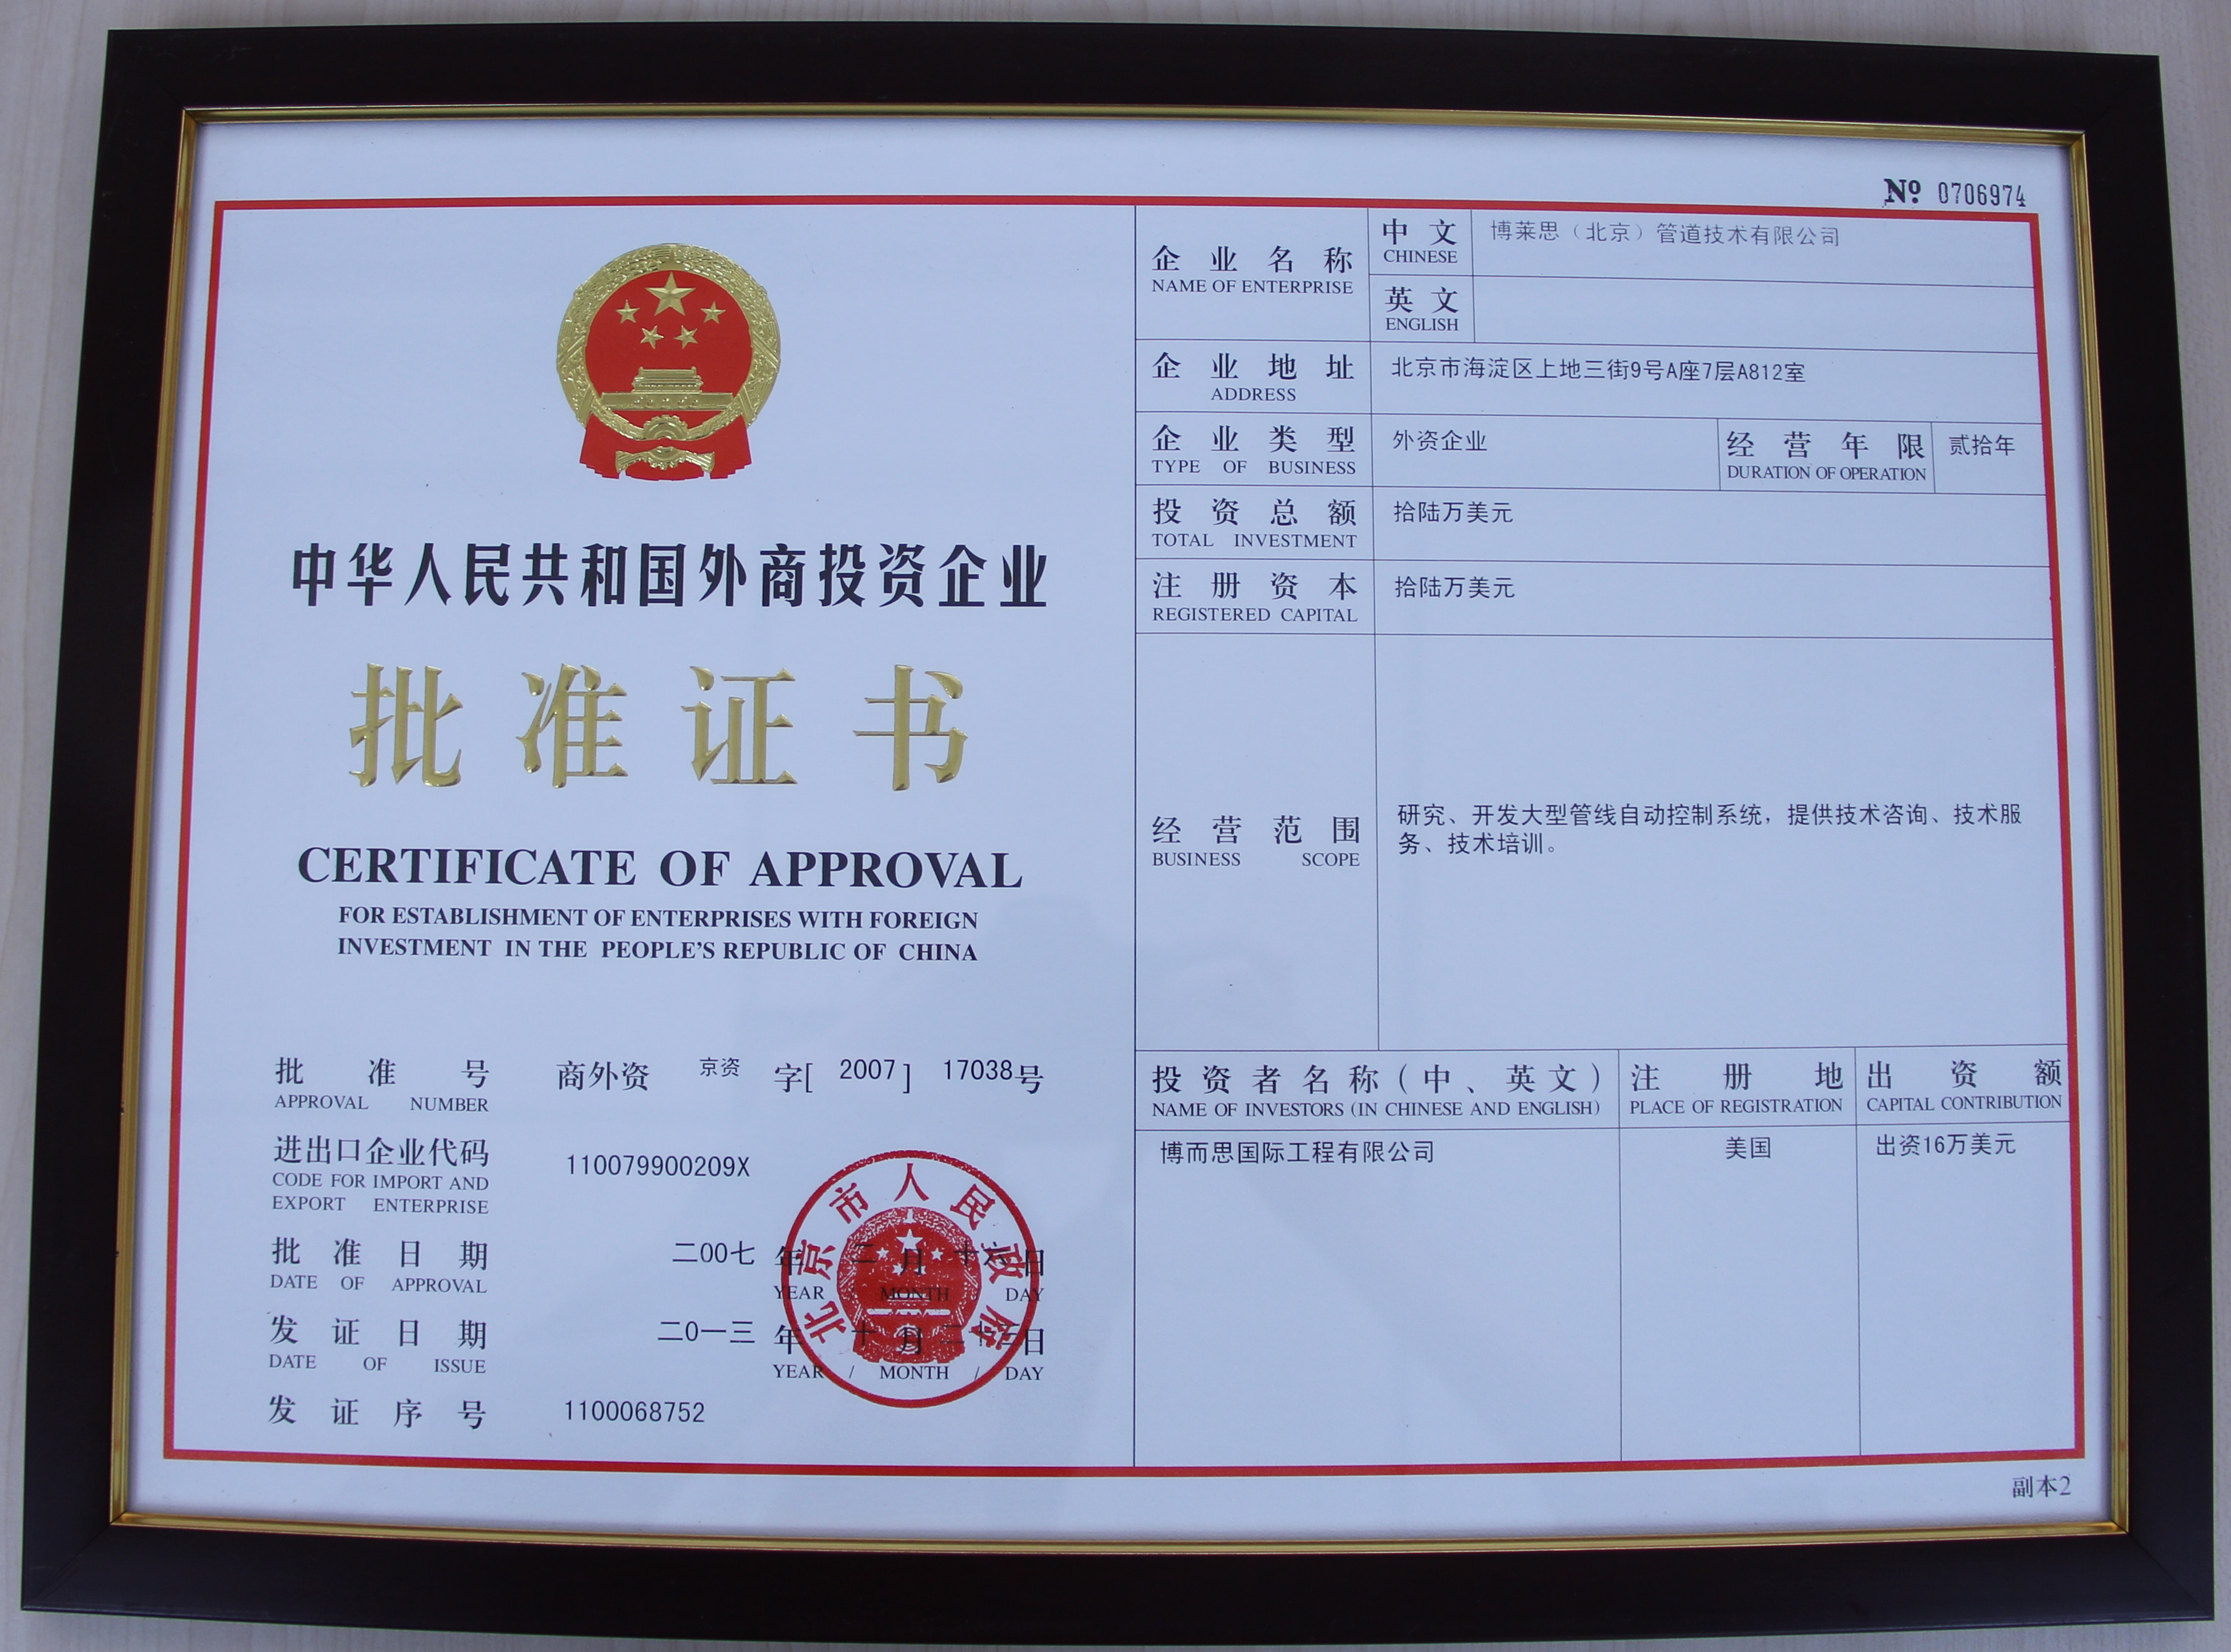 № 0706974
中华人民共和国外商投资企业
批准证书
CERTIFICATE OF APPROVAL
FOR ESTABLISHMENT OF ENTERPRISES WITH FOREIGN
INVESTMENT IN THE PEOPLE'S REPUBLIC OF CHINA
批准号 商外资 京资 字[ 2007 ] 17038号
APPROVAL NUMBER
进出口企业代码 110079900209X
CODE FOR IMPORT AND
EXPORT ENTERPRISE
批准日期 二00七 年 二 月 十六 日
DATE OF APPROVAL YEAR / MONTH / DAY
发证日期 二0一三 年 十 月 日
DATE OF ISSUE YEAR / MONTH / DAY
发证序号 1100068752
北京市人民政府
企业名称 中文 博莱思（北京）管道技术有限公司
NAME OF ENTERPRISE CHINESE
英文
ENGLISH
企业地址 北京市海淀区上地三街9号A座7层A812室
ADDRESS
企业类型 外资企业 经营年限 贰拾年
TYPE OF BUSINESS DURATION OF OPERATION
投资总额 拾陆万美元
TOTAL INVESTMENT
注册资本 拾陆万美元
REGISTERED CAPITAL
经营范围 研究、开发大型管线自动控制系统，提供技术咨询、技术服
务、技术培训。
BUSINESS SCOPE
投资者名称（中、英文） 注册地 出资额
NAME OF INVESTORS (IN CHINESE AND ENGLISH) PLACE OF REGISTRATION CAPITAL CONTRIBUTION
博而思国际工程有限公司 美国 出资16万美元
副本2